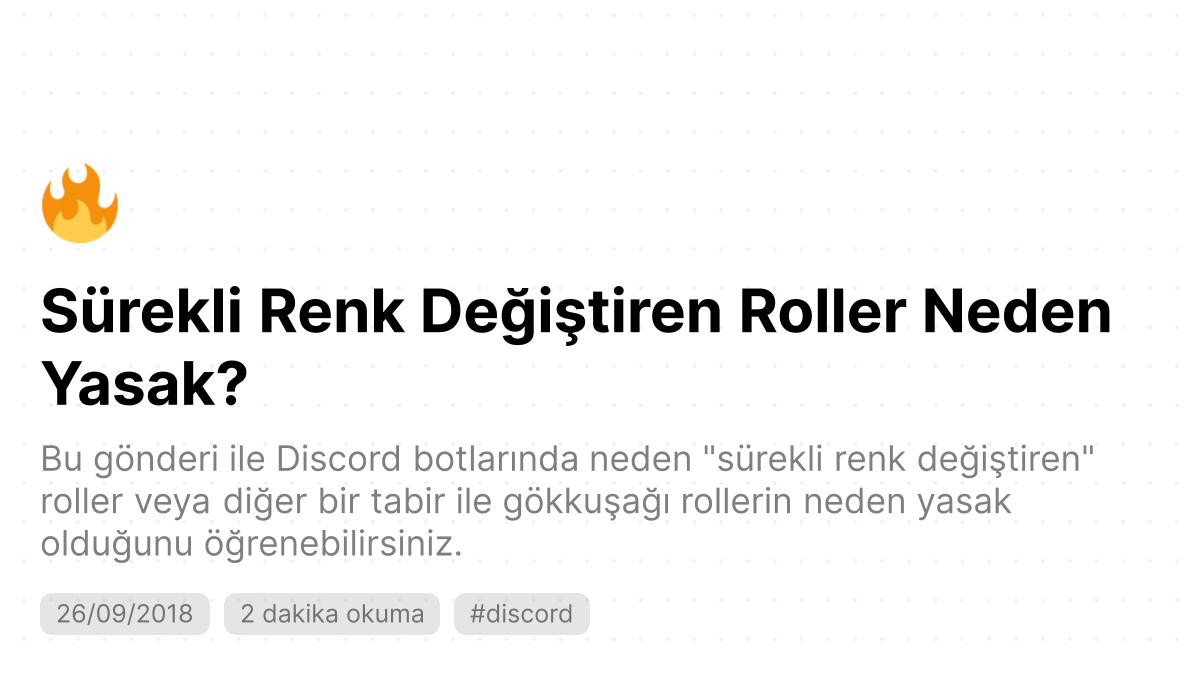 Sürekli Renk Değiştiren Roller Neden
Yasak?
Bu gönderi ile Discord botlarında neden "sürekli renk değiştiren"
roller veya diğer bir tabir ile gökkuşağı rollerin neden yasak
olduğunu öğrenebilirsiniz.
26/09/2018 2 dakika okuma #discord